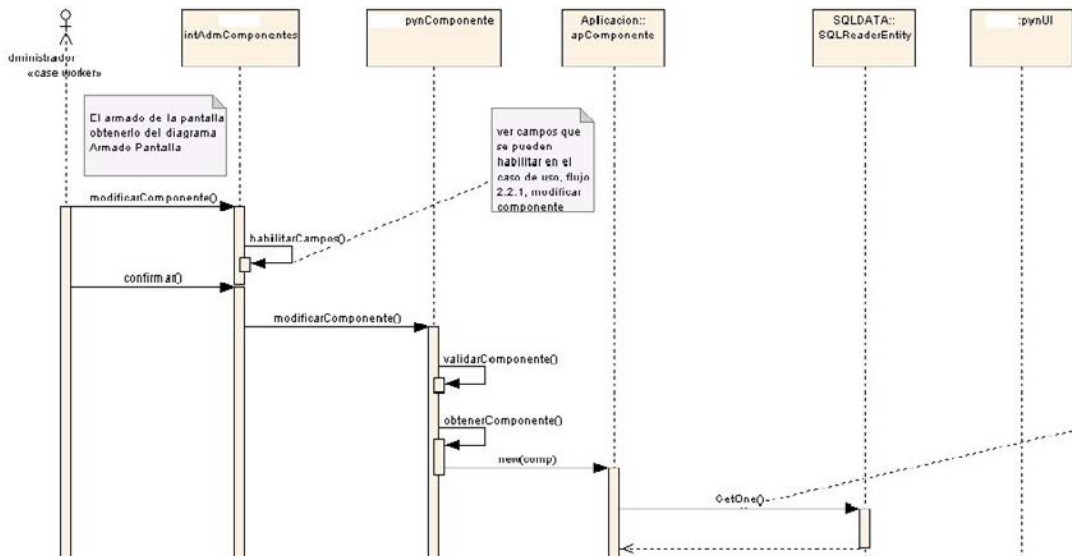 intAdmComponentes
pynComponente
Aplicacion::
apComponente
SQLDATA::
SQLReaderEntity
:pynUI
dministrador
«case worker»
El armado de la pantalla
obtenerlo del diagrama
Armado Pantalla
ver campos que
se pueden
habilitar en el
caso de uso, flujo
2.2.1, modificar
componente
modificarComponente()
habilitarCampos()
confirmar()
modificarComponente()
validarComponente()
obtenerComponente()
new(comp)
GetOne()